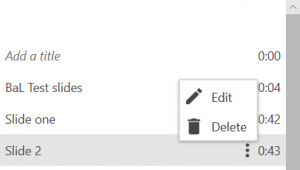 Add a title 0:00
BaL Test slides 0:04
Edit
Slide one 0:42
Delete
Slide 2 0:43